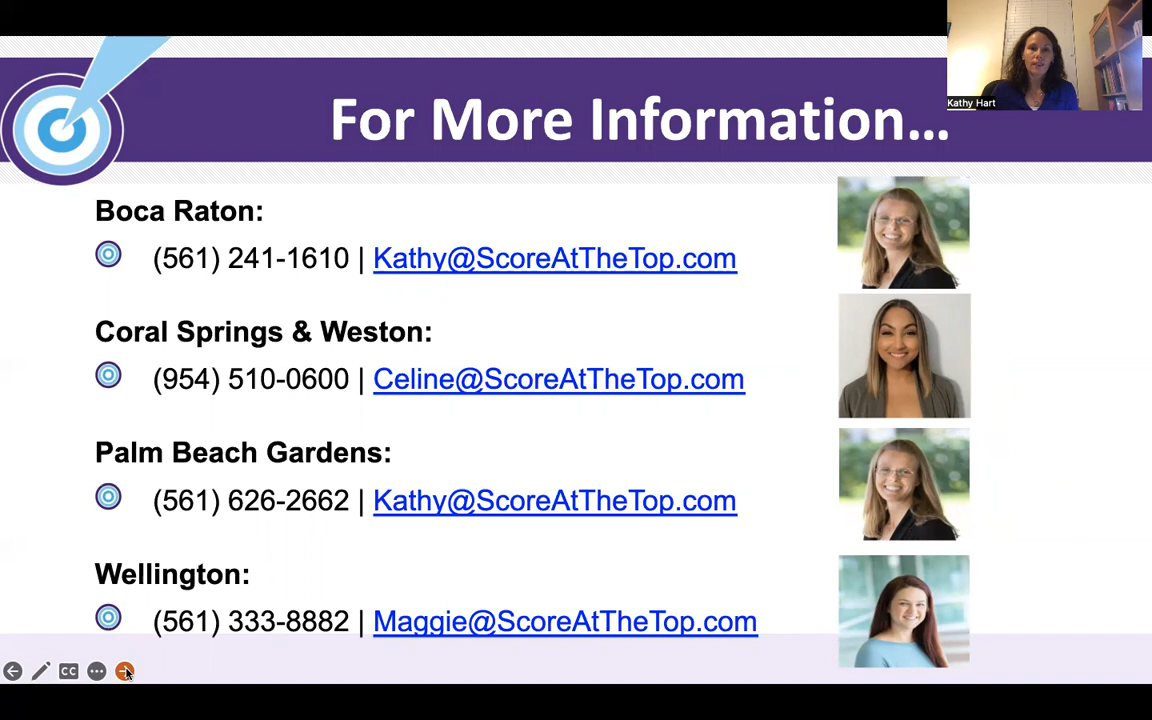 For More Information…
Kathy Hart
Boca Raton:
(561) 241-1610 | Kathy@ScoreAtTheTop.com
Coral Springs & Weston:
(954) 510-0600 | Celine@ScoreAtTheTop.com
Palm Beach Gardens:
(561) 626-2662 | Kathy@ScoreAtTheTop.com
Wellington:
(561) 333-8882 | Maggie@ScoreAtTheTop.com
CC